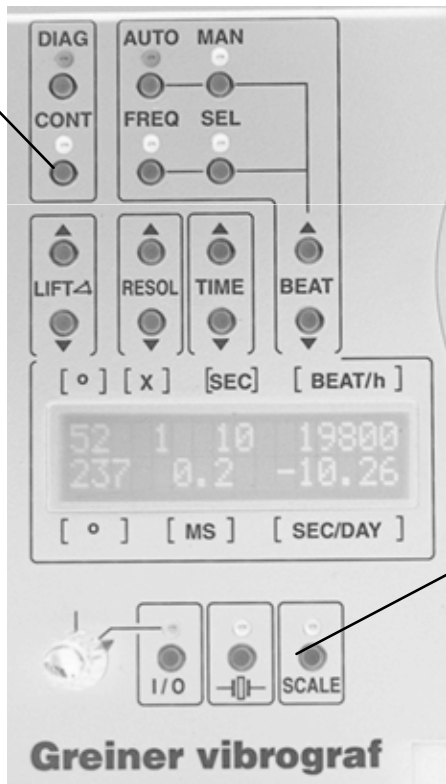 DIAG AUTO MAN
CONT FREQ SEL
LIFT RESOL TIME BEAT
[ ° ] [ X ] [SEC] [ BEAT/h ]
52 1 10 19800
237 0.2 -10.26
[ ° ] [ MS ] [ SEC/DAY ]
I/O SCALE
Greiner vibrograf